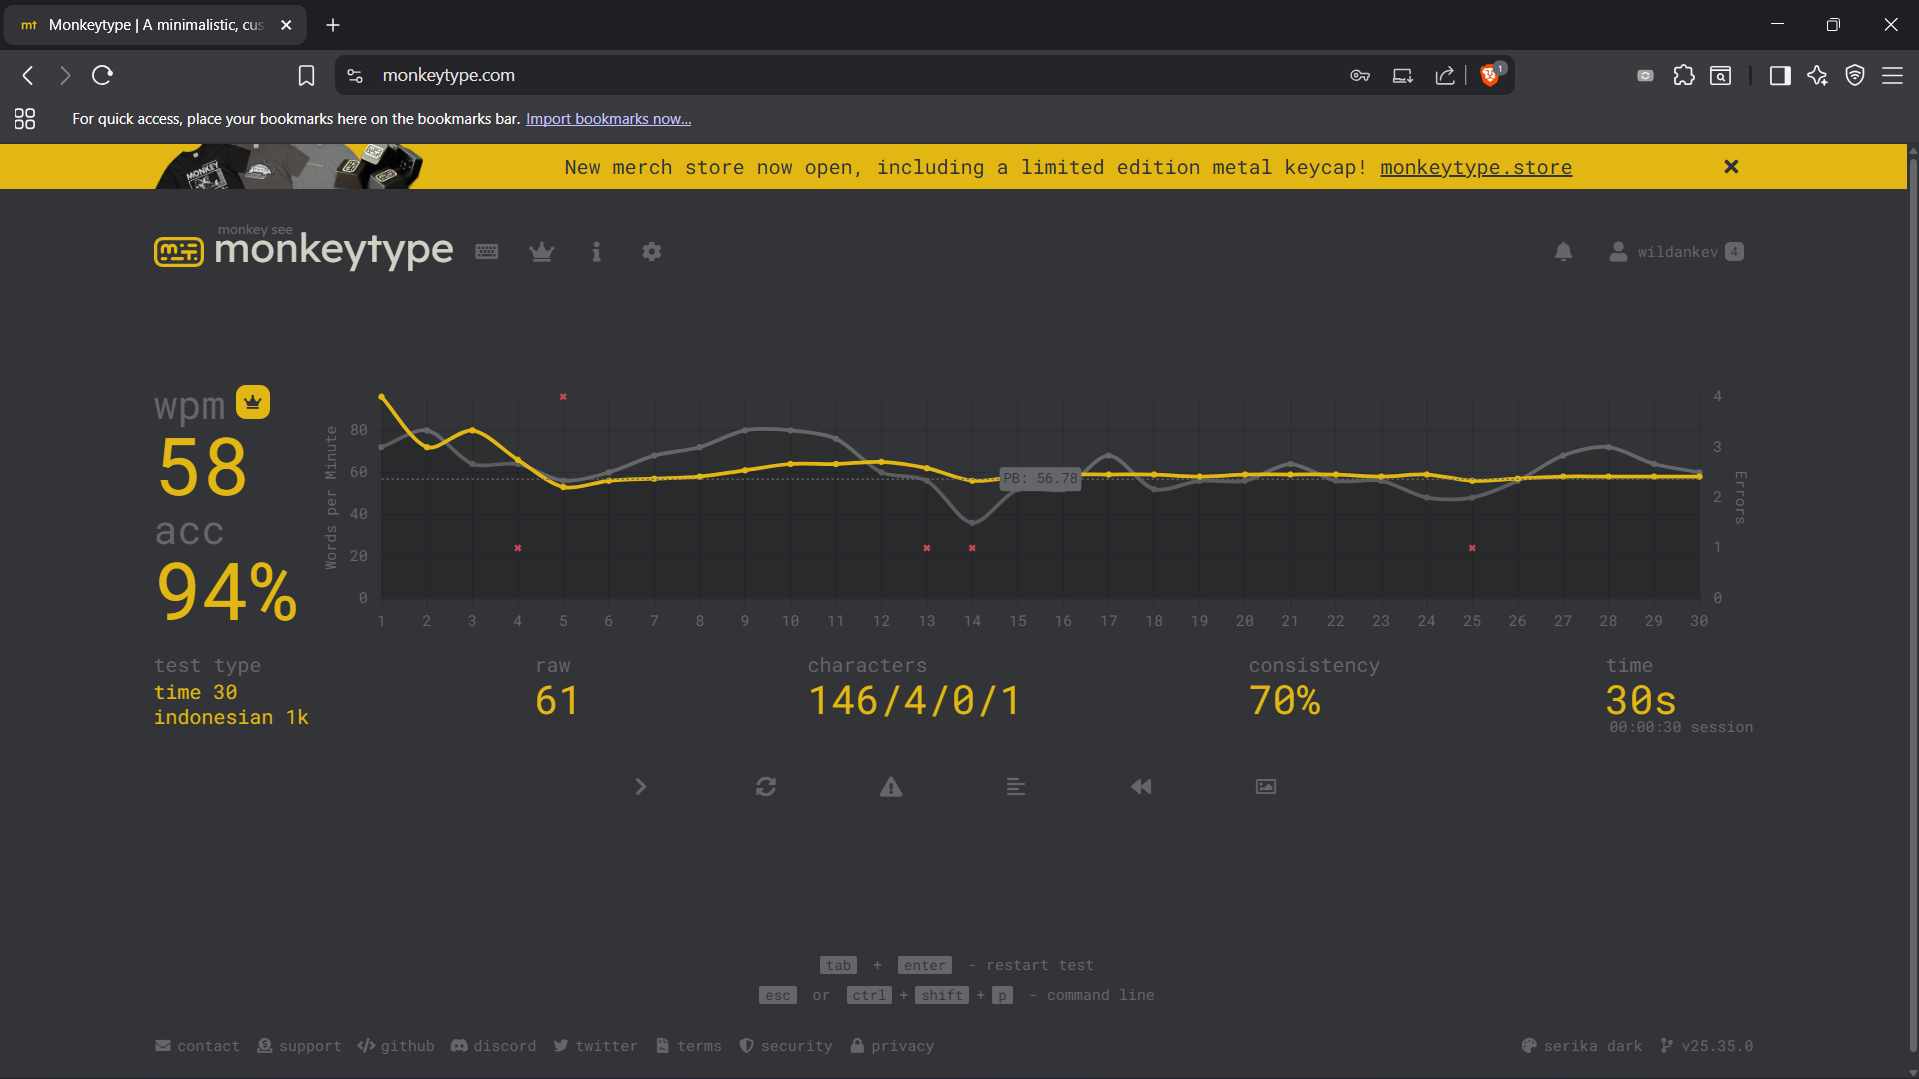 mt Monkeytype | A minimalistic, cus
monkeytype.com
1
For quick access, place your bookmarks here on the bookmarks bar. Import bookmarks now...
MONKEY
New merch store now open, including a limited edition metal keycap! monkeytype.store
monkey see
monkeytype
wildankev 4
wpm
58
acc
94%
Words per Minute
80
60
40
20
0
PB: 56.78
4
3
2
1
0
Errors
1 2 3 4 5 6 7 8 9 10 11 12 13 14 15 16 17 18 19 20 21 22 23 24 25 26 27 28 29 30
test type
time 30
indonesian 1k
raw
61
characters
146/4/0/1
consistency
70%
time
30s
00:00:30 session
tab + enter - restart test
esc or ctrl + shift + p - command line
contact support github discord twitter terms security privacy
serika dark v25.35.0